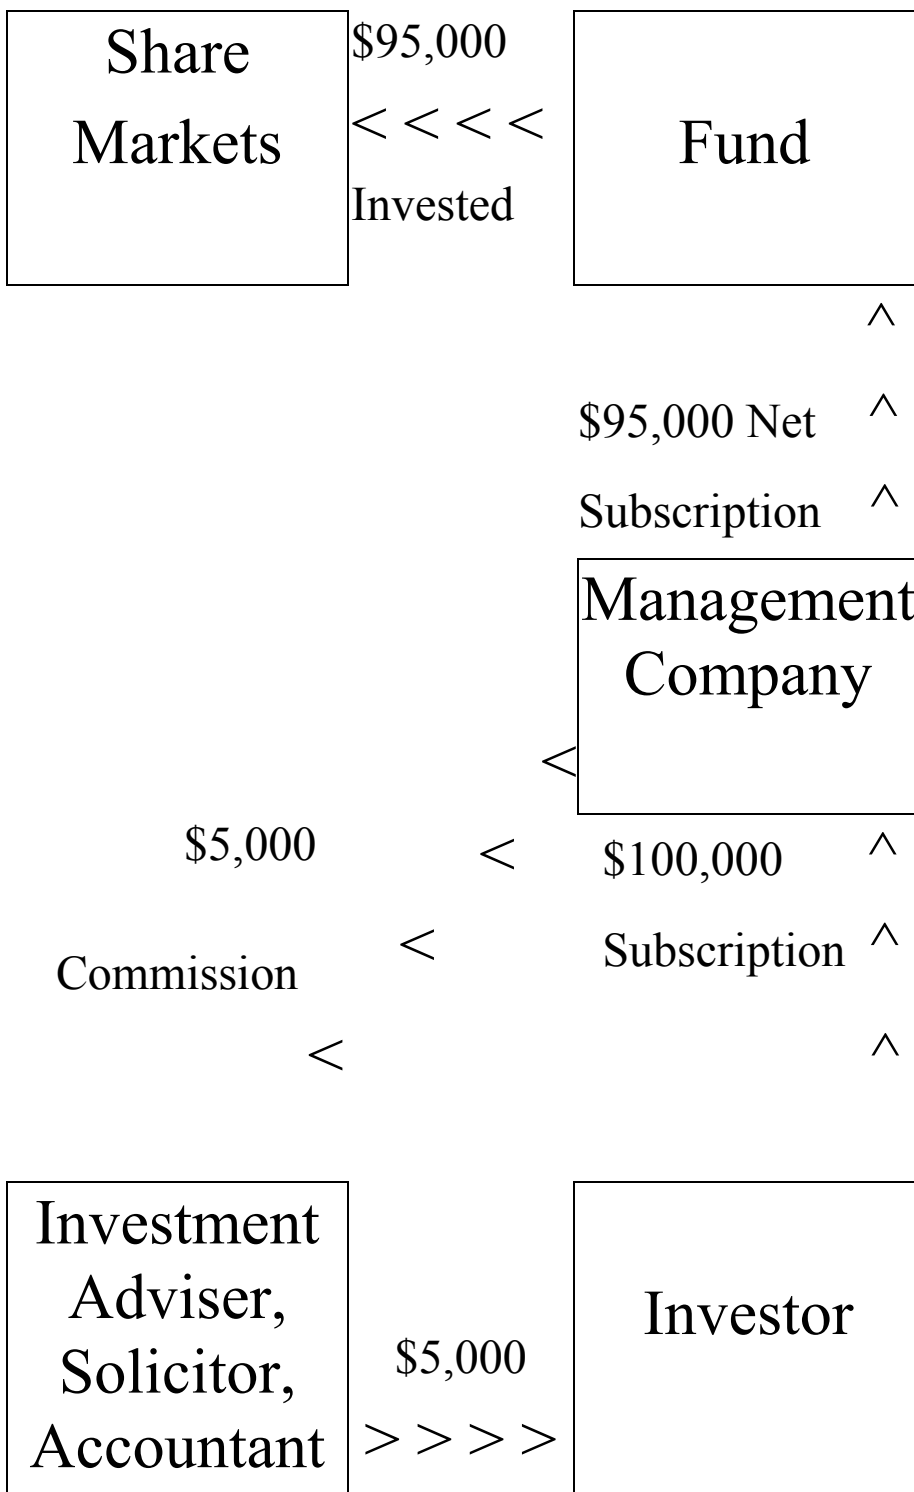 Share
Markets
$95,000
< < < <
Invested
Fund
^
$95,000 Net ^
Subscription ^
Management
Company
<
$5,000
<
$100,000 ^
<
Subscription ^
Commission
<
^
Investment
Adviser,
Solicitor,
Accountant
$5,000
> > > >
Investor